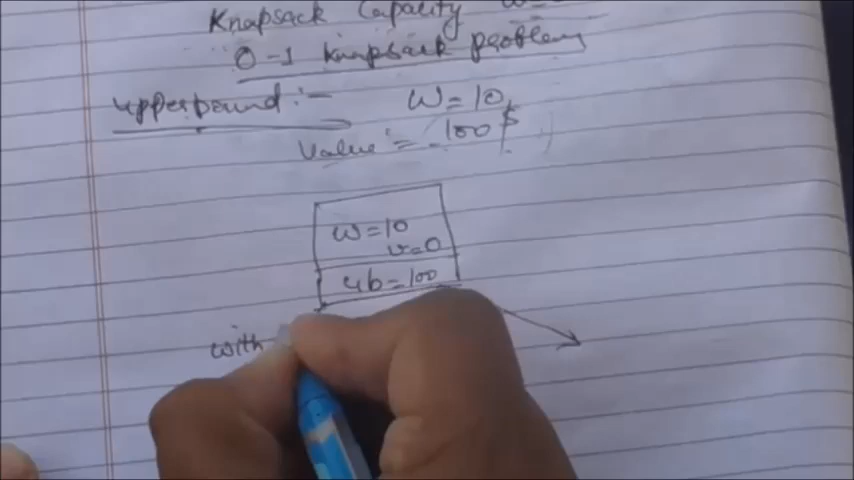 Knapsack Capacity W=
0-1 Knapsack problem
upperbound:-
W=10,
Value = 100 $
W=10
v=0
ub=100
with